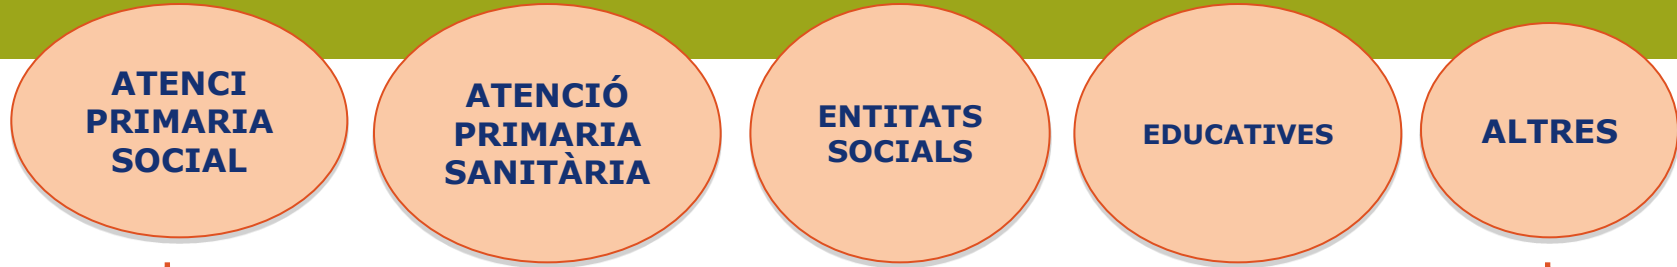 ATENCI
PRIMARIA
SOCIAL
ATENCIÓ
PRIMARIA
SANITÀRIA
ENTITATS
SOCIALS
EDUCATIVES
ALTRES